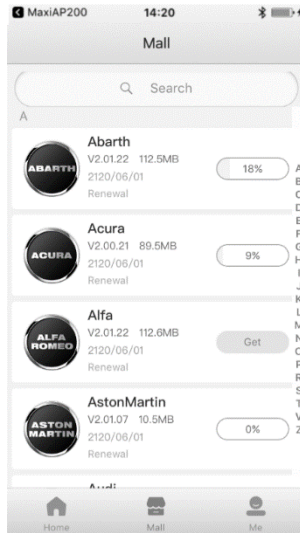 MaxiAP200 14:20
Mall
Search
A
ABARTH
Abarth
V2.01.22 112.5MB
2120/06/01
Renewal
18%
ACURA
Acura
V2.00.21 89.5MB
2120/06/01
Renewal
9%
ALFA
ROMEO
Alfa
V2.01.22 112.6MB
2120/06/01
Renewal
Get
ASTON
MARTIN
AstonMartin
V2.01.07 10.5MB
2120/06/01
Renewal
0%
Audi
A
B
C
D
E
F
G
H
I
J
K
L
M
N
O
P
R
S
T
V
Z
Home Mall Me